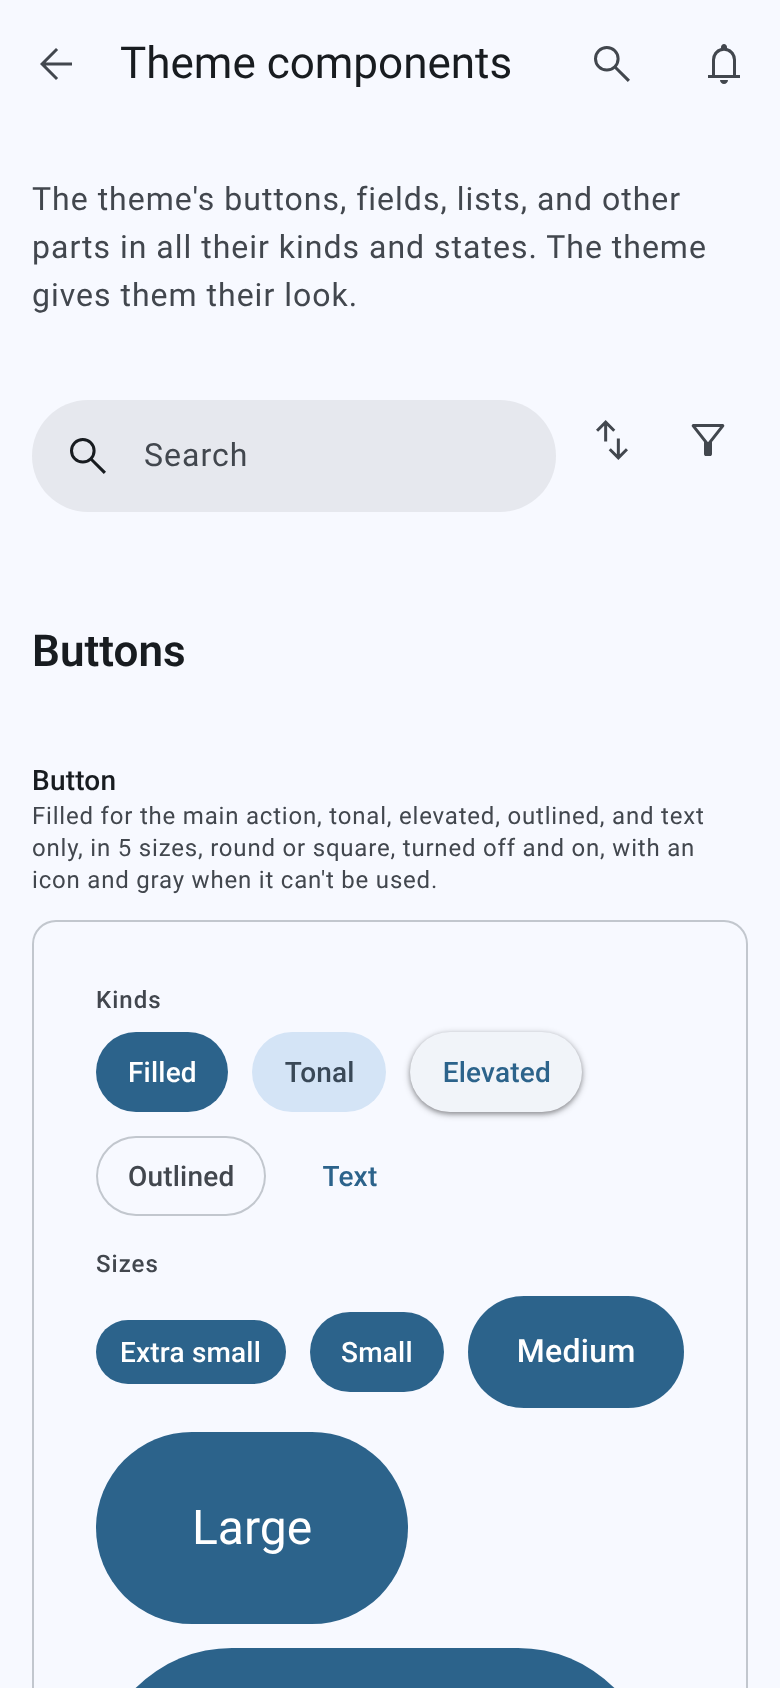 Theme components
The theme's buttons, fields, lists, and other
parts in all their kinds and states. The theme
gives them their look.
Search
Buttons
Button
Filled for the main action, tonal, elevated, outlined, and text
only, in 5 sizes, round or square, turned off and on, with an
icon and gray when it can't be used.
Kinds
Filled Tonal Elevated
Outlined Text
Sizes
Extra small Small Medium
Large